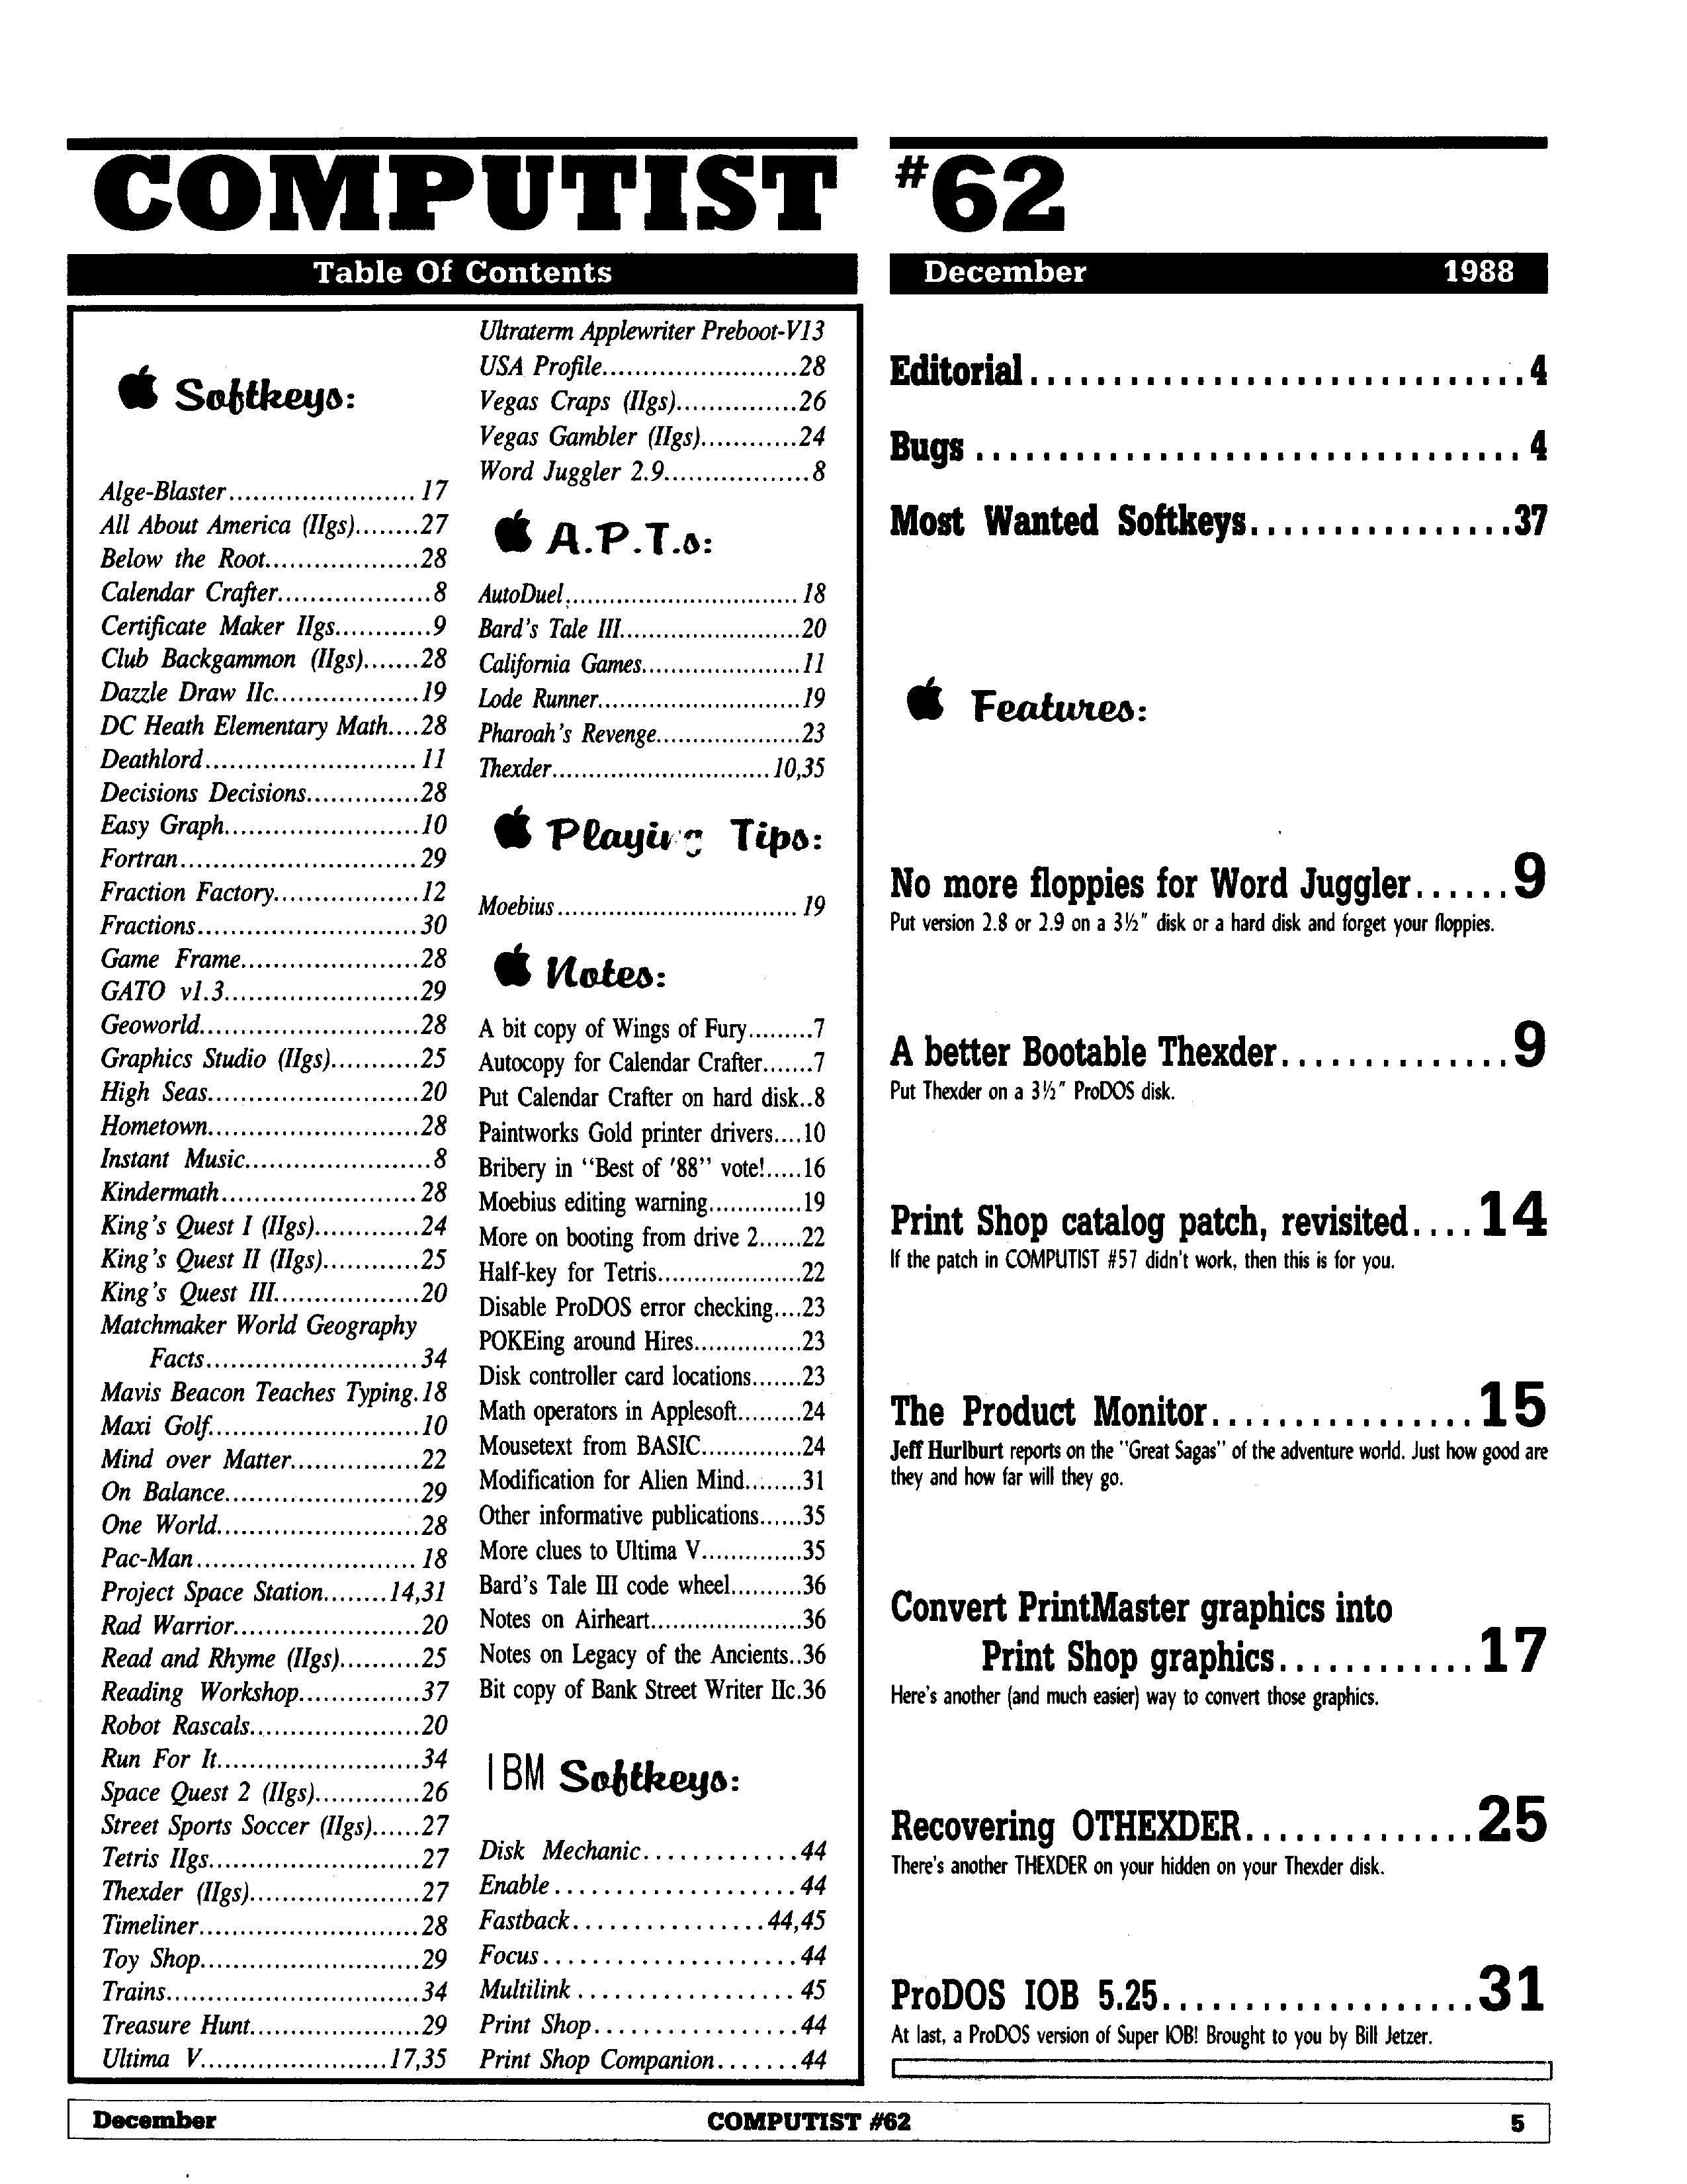 COMPUTIST #62
Table Of Contents
December 1988
Softkeys:
Alge-Blaster.......................17
All About America (IIgs)........27
Below the Root...................28
Calendar Crafter...................8
Certificate Maker IIgs............9
Club Backgammon (IIgs).......28
Dazzle Draw IIc..................19
DC Heath Elementary Math....28
Deathlord..........................11
Decisions Decisions..............28
Easy Graph........................10
Fortran.............................29
Fraction Factory..................12
Fractions...........................30
Game Frame......................28
GATO v1.3........................29
Geoworld...........................28
Graphics Studio (IIgs)...........25
High Seas..........................20
Hometown..........................28
Instant Music.......................8
Kindermath........................28
King's Quest I (IIgs).............24
King's Quest II (IIgs)............25
King's Quest III..................20
Matchmaker World Geography
Facts..........................34
Mavis Beacon Teaches Typing.18
Maxi Golf..........................10
Mind over Matter................22
On Balance........................29
One World.........................28
Pac-Man...........................18
Project Space Station........14,31
Rad Warrior.......................20
Read and Rhyme (IIgs)..........25
Reading Workshop...............37
Robot Rascals.....................20
Run For It.........................34
Space Quest 2 (IIgs).............26
Street Sports Soccer (IIgs)......27
Tetris IIgs..........................27
Thexder (IIgs).....................27
Timeliner...........................28
Toy Shop...........................29
Trains...............................34
Treasure Hunt.....................29
Ultima V.......................17,35
Ultraterm Applewriter Preboot-V13
USA Profile........................28
Vegas Craps (IIgs)...............26
Vegas Gambler (IIgs)............24
Word Juggler 2.9..................8
A.P.T.s:
AutoDuel...............................18
Bard's Tale III........................20
California Games.....................11
Lode Runner...........................19
Pharoah's Revenge...................23
Thexder.............................10,35
Playing Tips:
Moebius................................19
Notes:
A bit copy of Wings of Fury.........7
Autocopy for Calendar Crafter.......7
Put Calendar Crafter on hard disk..8
Paintworks Gold printer drivers....10
Bribery in “Best of '88” vote!.....16
Moebius editing warning.............19
More on booting from drive 2......22
Half-key for Tetris....................22
Disable ProDOS error checking....23
POKEing around Hires...............23
Disk controller card locations.......23
Math operators in Applesoft.........24
Mousetext from BASIC..............24
Modification for Alien Mind........31
Other informative publications......35
More clues to Ultima V..............35
Bard's Tale III code wheel..........36
Notes on Airheart.....................36
Notes on Legacy of the Ancients..36
Bit copy of Bank Street Writer IIc.36
IBM Softkeys:
Disk Mechanic.............44
Enable....................44
Fastback................44,45
Focus.....................44
Multilink..................45
Print Shop.................44
Print Shop Companion.......44
Editorial..............................4
Bugs .................................4
Most Wanted Softkeys................37
Features:
No more floppies for Word Juggler......9
Put version 2.8 or 2.9 on a 3½" disk or a hard disk and forget your floppies.
A better Bootable Thexder..............9
Put Thexder on a 3½" ProDOS disk.
Print Shop catalog patch, revisited....14
If the patch in COMPUTIST #57 didn't work, then this is for you.
The Product Monitor................15
Jeff Hurlburt reports on the "Great Sagas" of the adventure world. Just how good are
they and how far will they go.
Convert PrintMaster graphics into
Print Shop graphics............17
Here's another (and much easier) way to convert those graphics.
Recovering OTHEXDER..............25
There's another THEXDER on your hidden on your Thexder disk.
ProDOS IOB 5.25...................31
At last, a ProDOS version of Super IOB! Brought to you by Bill Jetzer.
December COMPUTIST #62 5